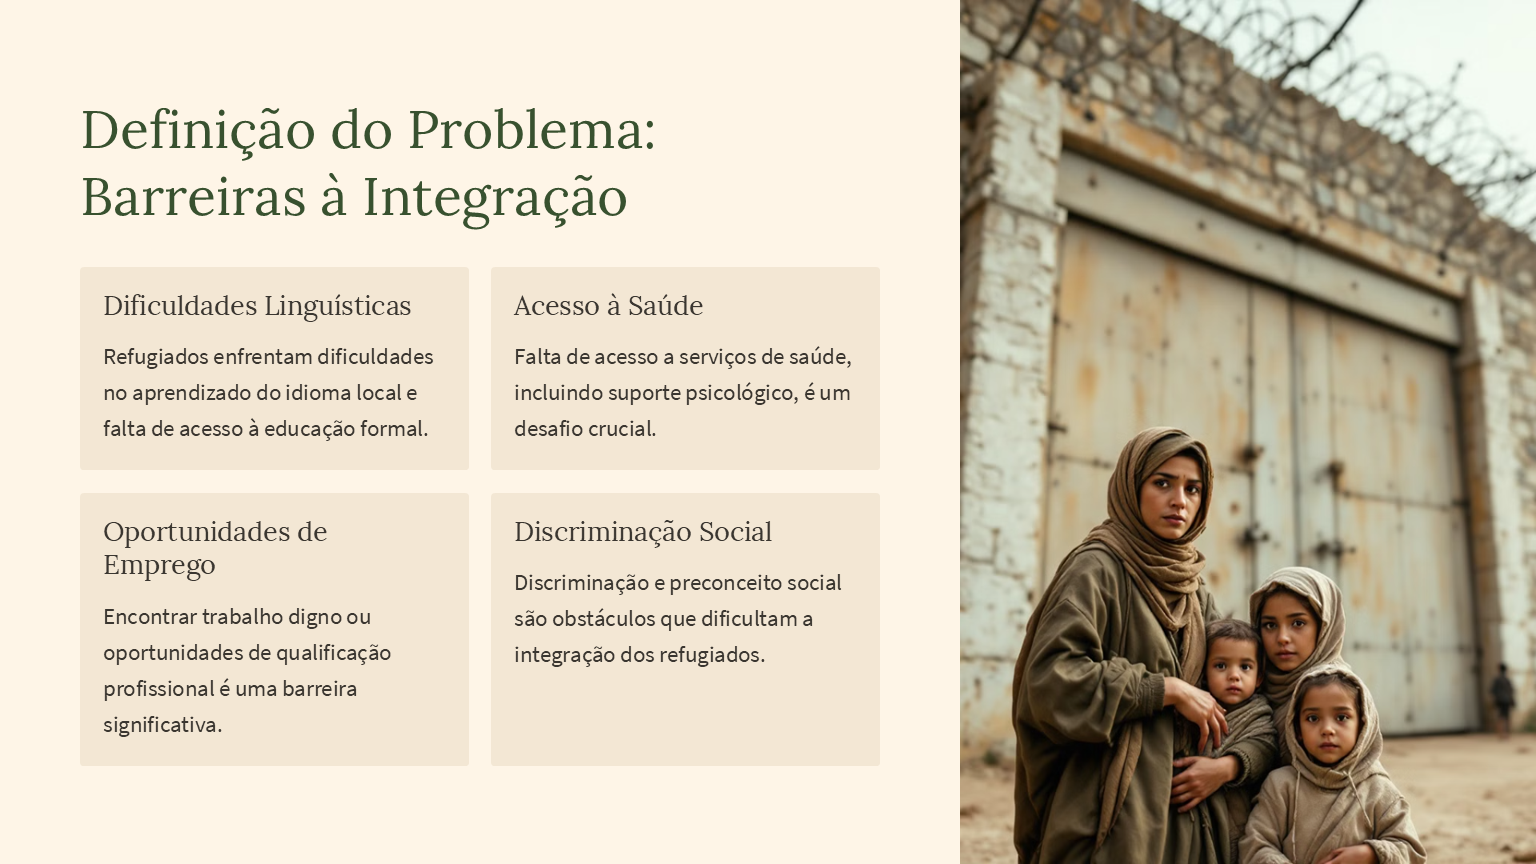 Definição do Problema:
Barreiras à Integração
Dificuldades Linguísticas
Refugiados enfrentam dificuldades
no aprendizado do idioma local e
falta de acesso à educação formal.
Acesso à Saúde
Falta de acesso a serviços de saúde,
incluindo suporte psicológico, é um
desafio crucial.
Oportunidades de
Emprego
Encontrar trabalho digno ou
oportunidades de qualificação
profissional é uma barreira
significativa.
Discriminação Social
Discriminação e preconceito social
são obstáculos que dificultam a
integração dos refugiados.